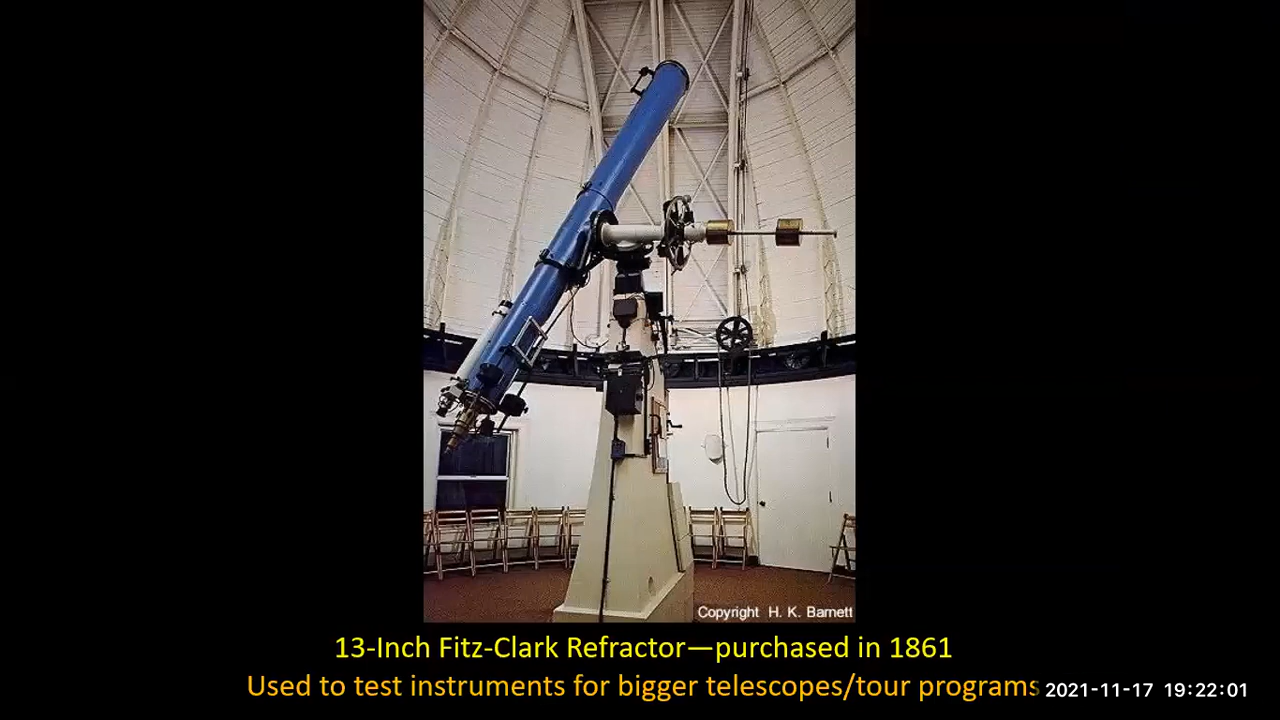 Copyright H. K. Barnett
13-Inch Fitz-Clark Refractor—purchased in 1861
Used to test instruments for bigger telescopes/tour programs
2021-11-17 19:22:01